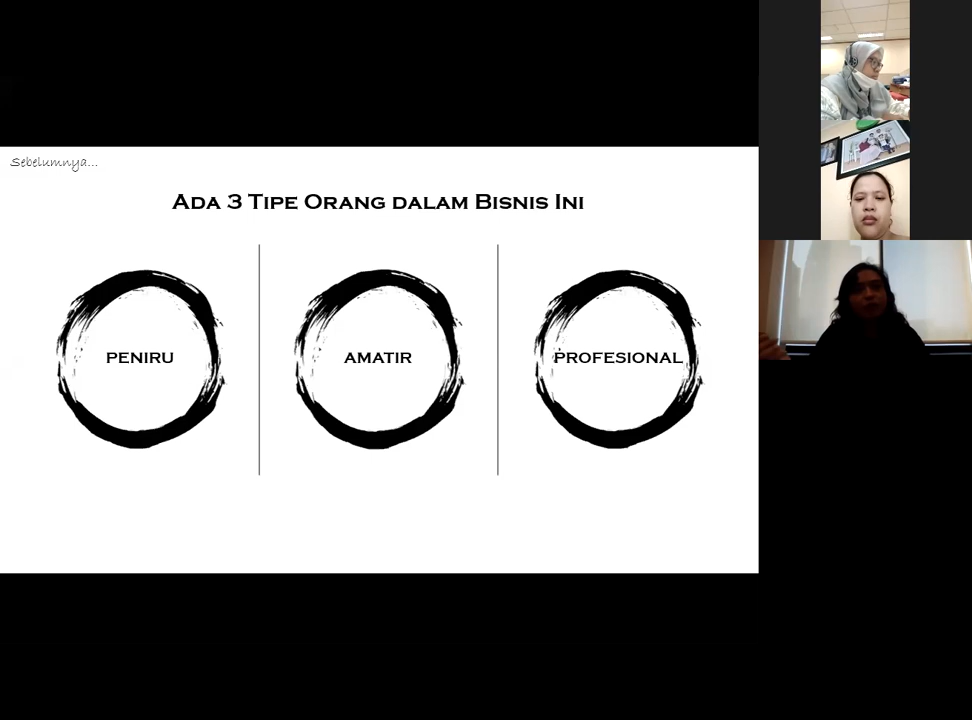 Sebelumnya...
ADA 3 TIPE ORANG DALAM BISNIS INI
PENIRU
AMATIR
PROFESIONAL